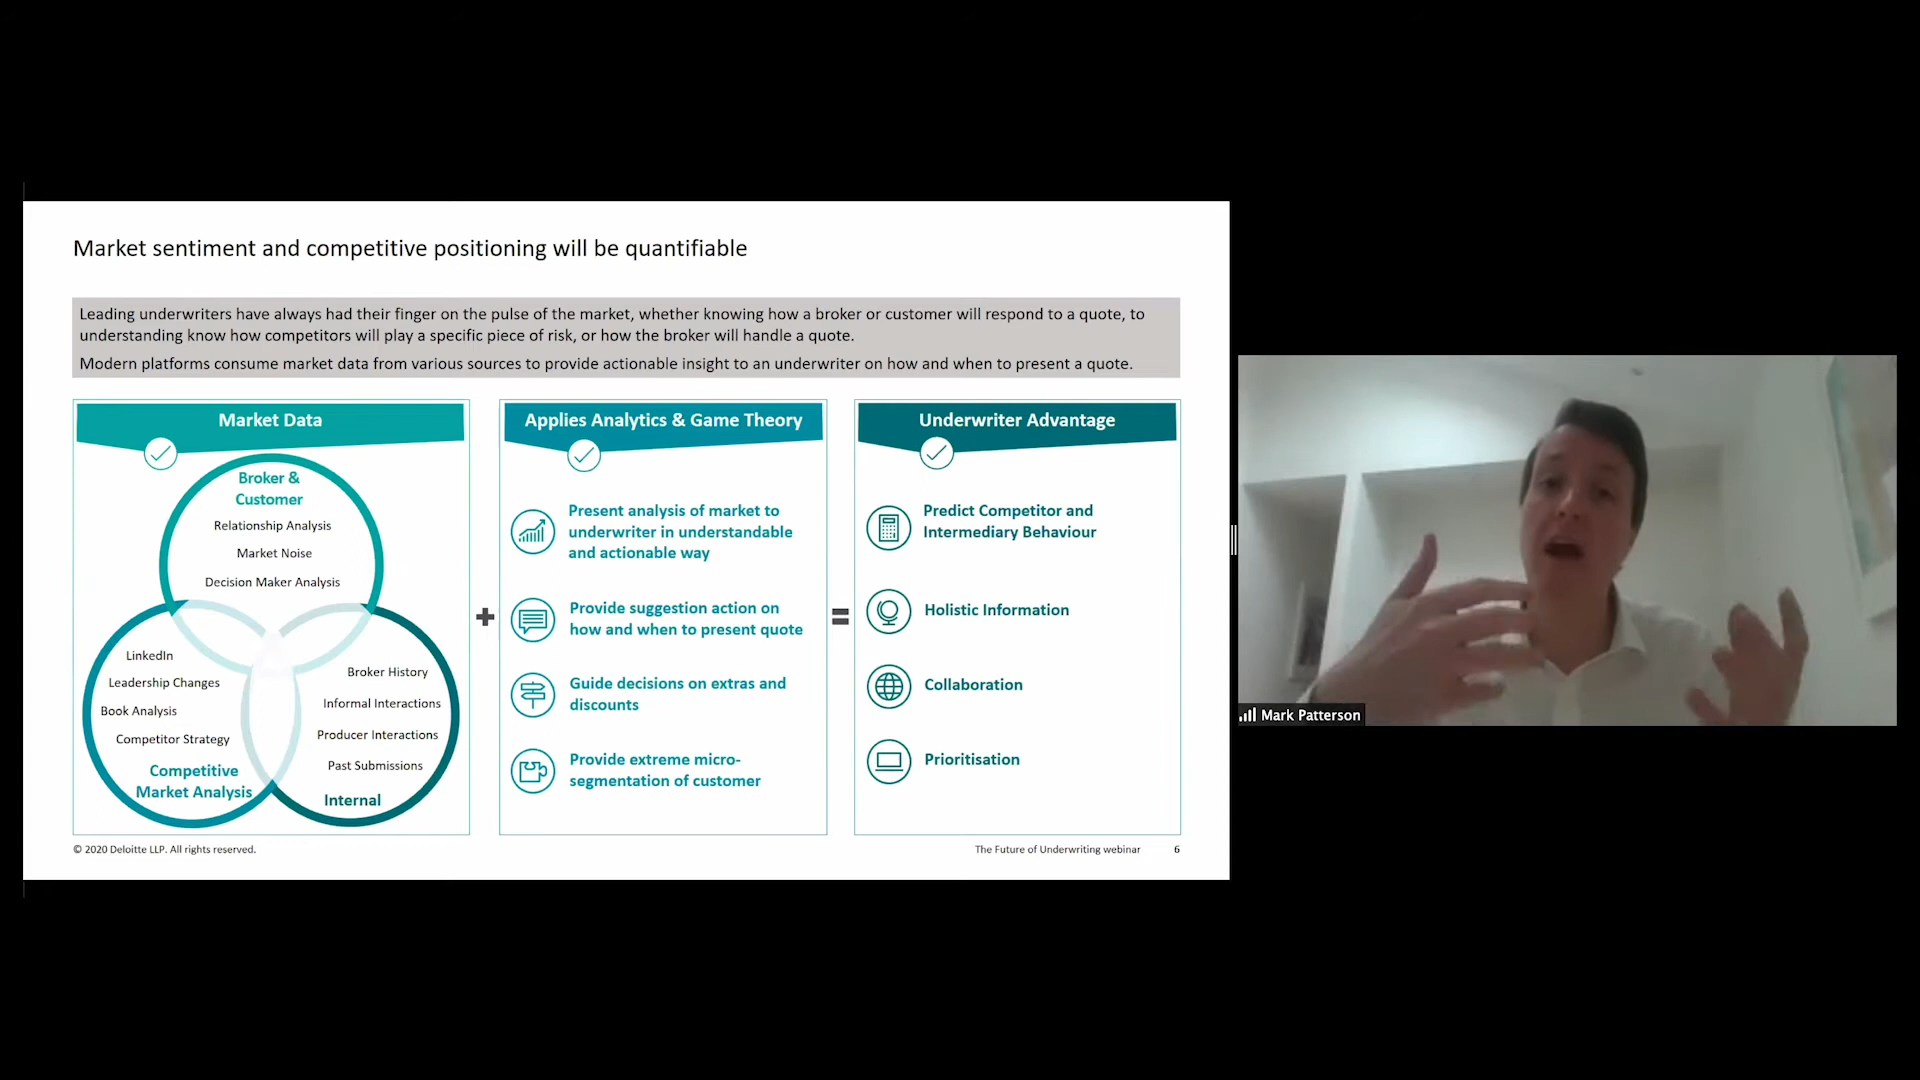 Market sentiment and competitive positioning will be quantifiable
Leading underwriters have always had their finger on the pulse of the market, whether knowing how a broker or customer will respond to a quote, to
understanding know how competitors will play a specific piece of risk, or how the broker will handle a quote.
Modern platforms consume market data from various sources to provide actionable insight to an underwriter on how and when to present a quote.
Market Data
Broker &
Customer
Relationship Analysis
Market Noise
Decision Maker Analysis
LinkedIn
Leadership Changes
Book Analysis
Competitor Strategy
Competitive
Market Analysis
Broker History
Informal Interactions
Producer Interactions
Past Submissions
Internal
+
Applies Analytics & Game Theory
Present analysis of market to
underwriter in understandable
and actionable way
Provide suggestion action on
how and when to present quote
Guide decisions on extras and
discounts
Provide extreme micro-
segmentation of customer
=
Underwriter Advantage
Predict Competitor and
Intermediary Behaviour
Holistic Information
Collaboration
Prioritisation
© 2020 Deloitte LLP. All rights reserved.
The Future of Underwriting webinar 6
Mark Patterson